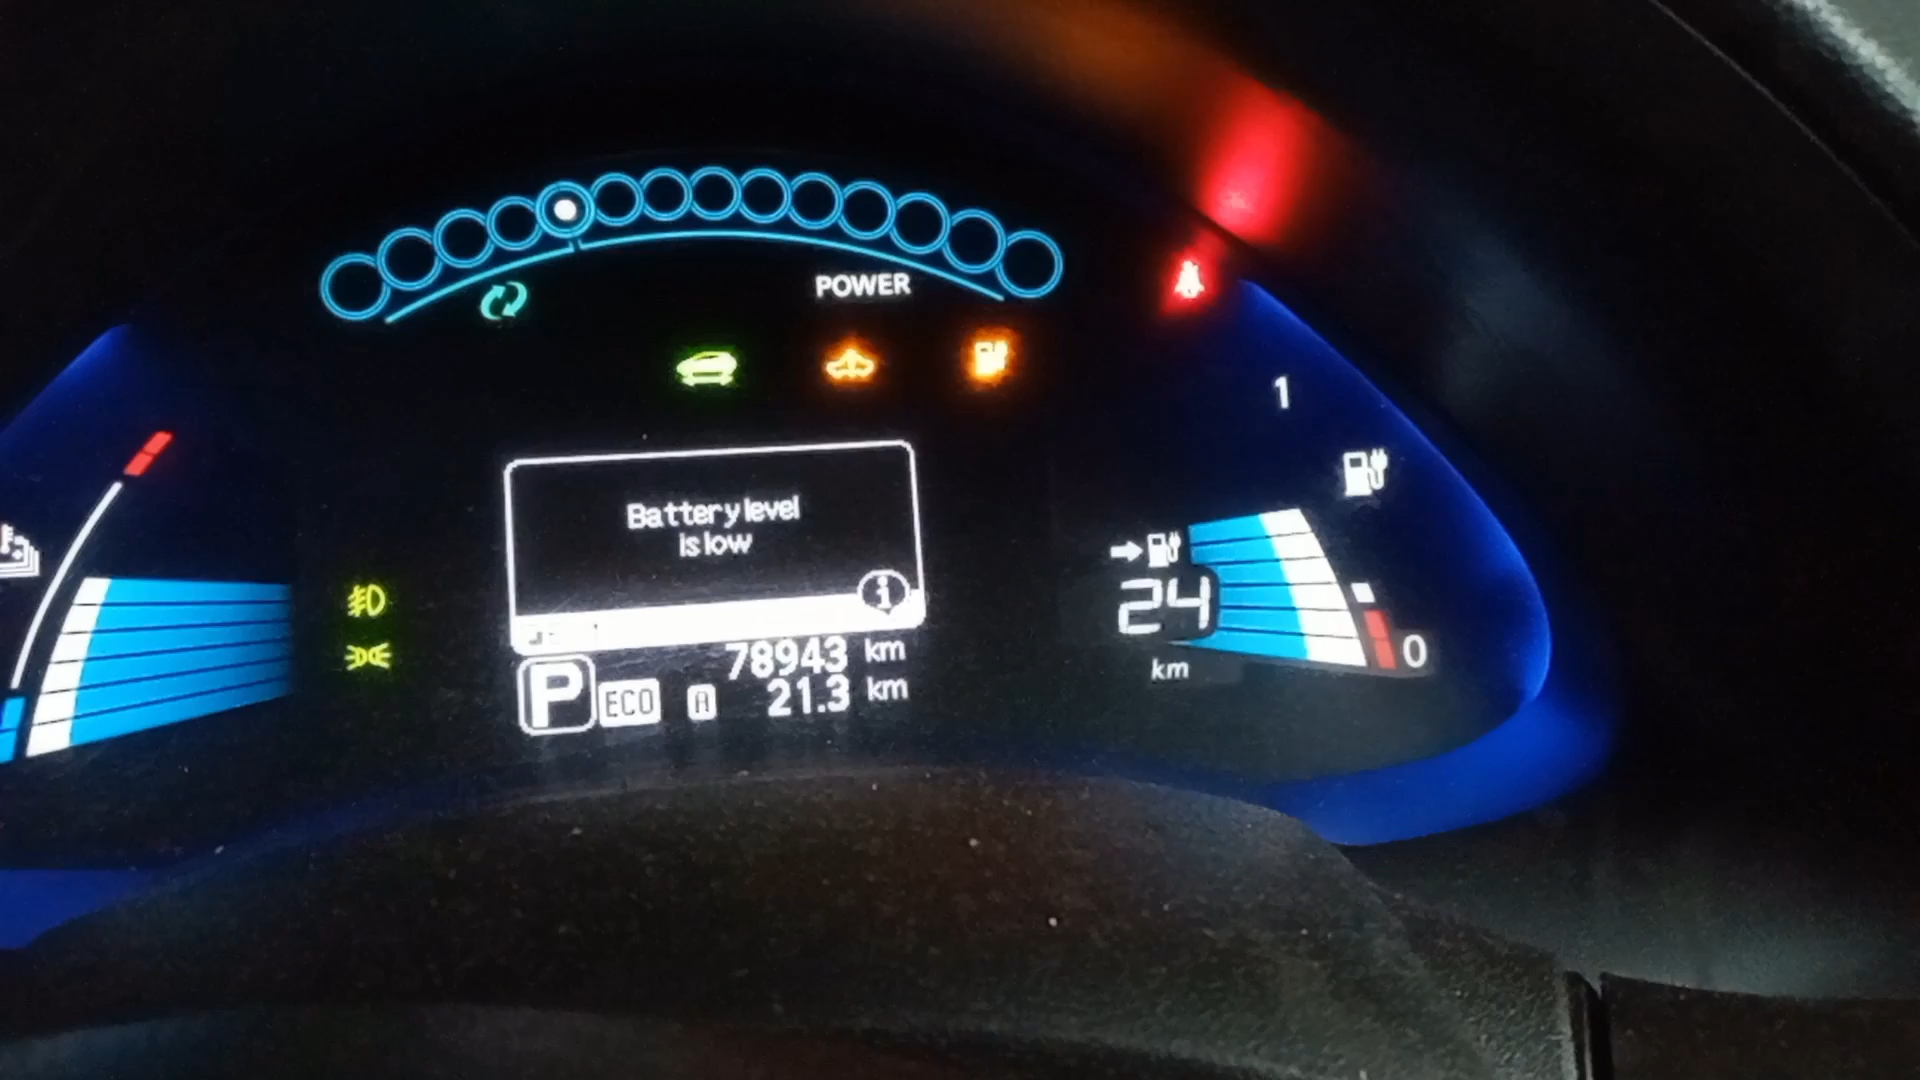 POWER
1
Battery level
is low
i
24
km
0
78943 km
P ECO A 21.3 km